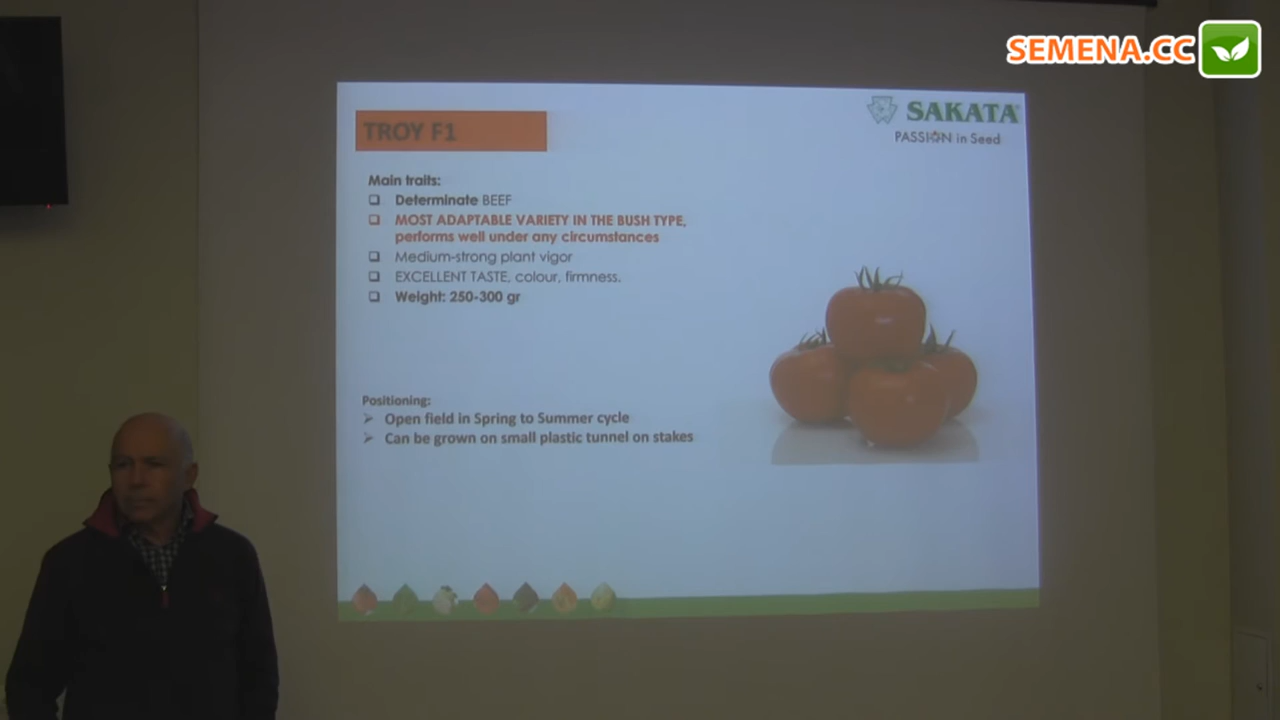 SEMENA.CC
SAKATA
PASSION in Seed
TROY F1
Main traits:
Determinate BEEF
MOST ADAPTABLE VARIETY IN THE BUSH TYPE,
performs well under any circumstances
Medium-strong plant vigor
EXCELLENT TASTE, colour, firmness.
Weight: 250-300 gr
Positioning:
Open field in Spring to Summer cycle
Can be grown on small plastic tunnel on stakes